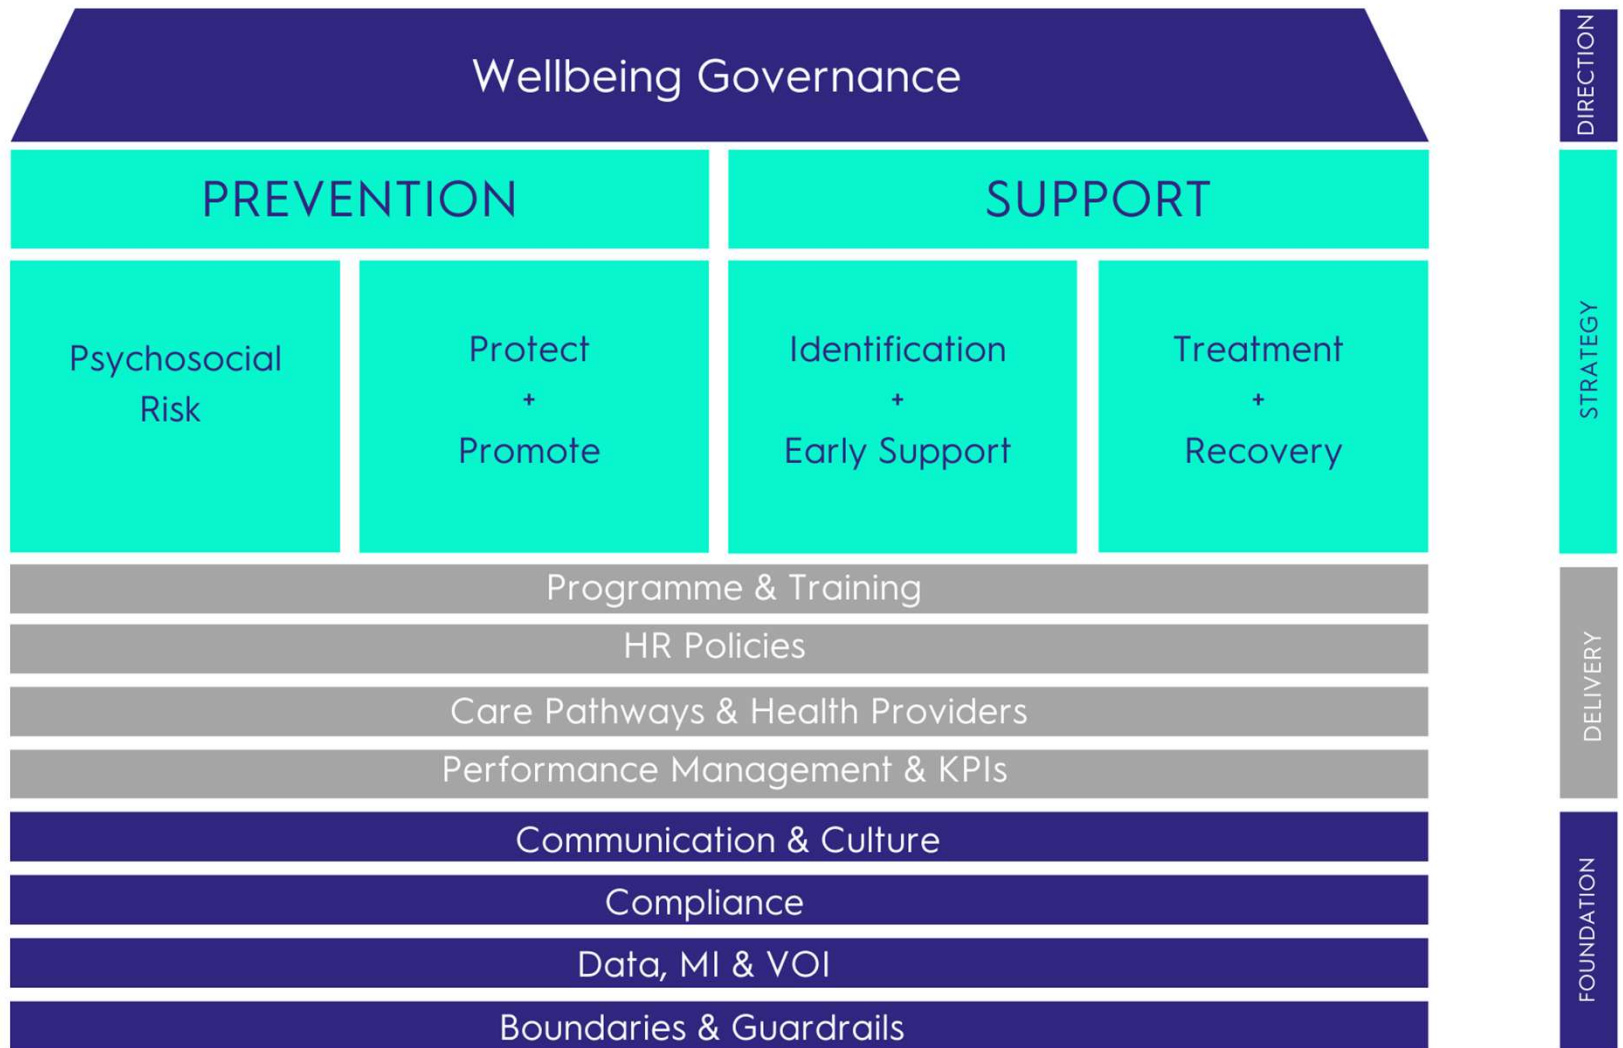 Wellbeing Governance
DIRECTION
PREVENTION
SUPPORT
Psychosocial
Risk
Protect
+
Promote
Identification
+
Early Support
Treatment
+
Recovery
STRATEGY
Programme & Training
HR Policies
Care Pathways & Health Providers
Performance Management & KPIs
DELIVERY
Communication & Culture
Compliance
Data, MI & VOI
Boundaries & Guardrails
FOUNDATION